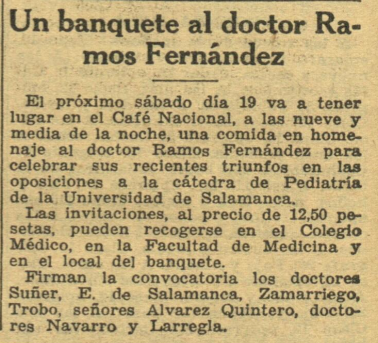 Un banquete al doctor Ra-
mos Fernández
El próximo sábado día 19 va a tener
lugar en el Café Nacional, a las nueve y
media de la noche, una comida en home-
naje al doctor Ramos Fernández para
celebrar sus recientes triunfos en las
oposiciones a la cátedra de Pediatría
de la Universidad de Salamanca.
Las invitaciones, al precio de 12,50 pe-
setas, pueden recogerse en el Colegio
Médico, en la Facultad de Medicina y
en el local del banquete.
Firman la convocatoria los doctores
Suñer, E. de Salamanca, Zamarriego,
Trobo, señores Alvarez Quintero, docto-
res Navarro y Larregla.